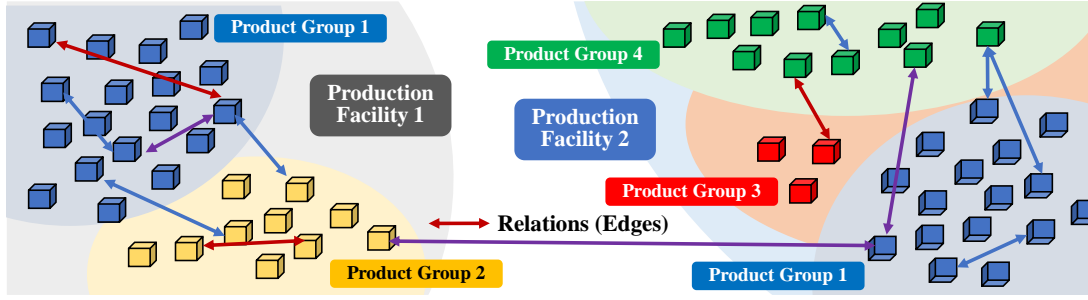 Product Group 1
Production
Facility 1
Product Group 2
Relations (Edges)
Product Group 4
Production
Facility 2
Product Group 3
Product Group 1